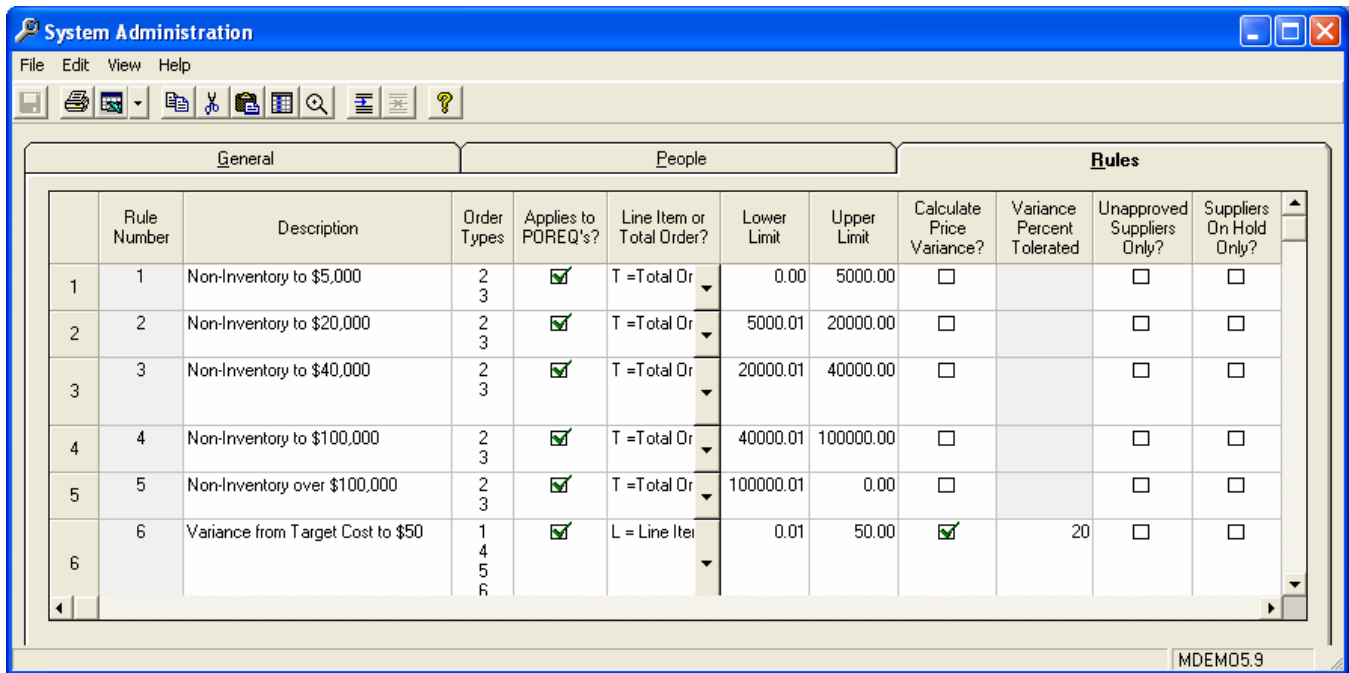 System Administration
File Edit View Help
General People Rules
Rule Number Description Order Types Applies to POREQ's? Line Item or Total Order? Lower Limit Upper Limit Calculate Price Variance? Variance Percent Tolerated Unapproved Suppliers Only? Suppliers On Hold Only?
1 1 Non-Inventory to $5,000 2 3 T =Total Or 0.00 5000.00
2 2 Non-Inventory to $20,000 2 3 T =Total Or 5000.01 20000.00
3 3 Non-Inventory to $40,000 2 3 T =Total Or 20000.01 40000.00
4 4 Non-Inventory to $100,000 2 3 T =Total Or 40000.01 100000.00
5 5 Non-Inventory over $100,000 2 3 T =Total Or 100000.01 0.00
6 6 Variance from Target Cost to $50 1 4 5 6 L = Line Iter 0.01 50.00 20
MDEMO5.9